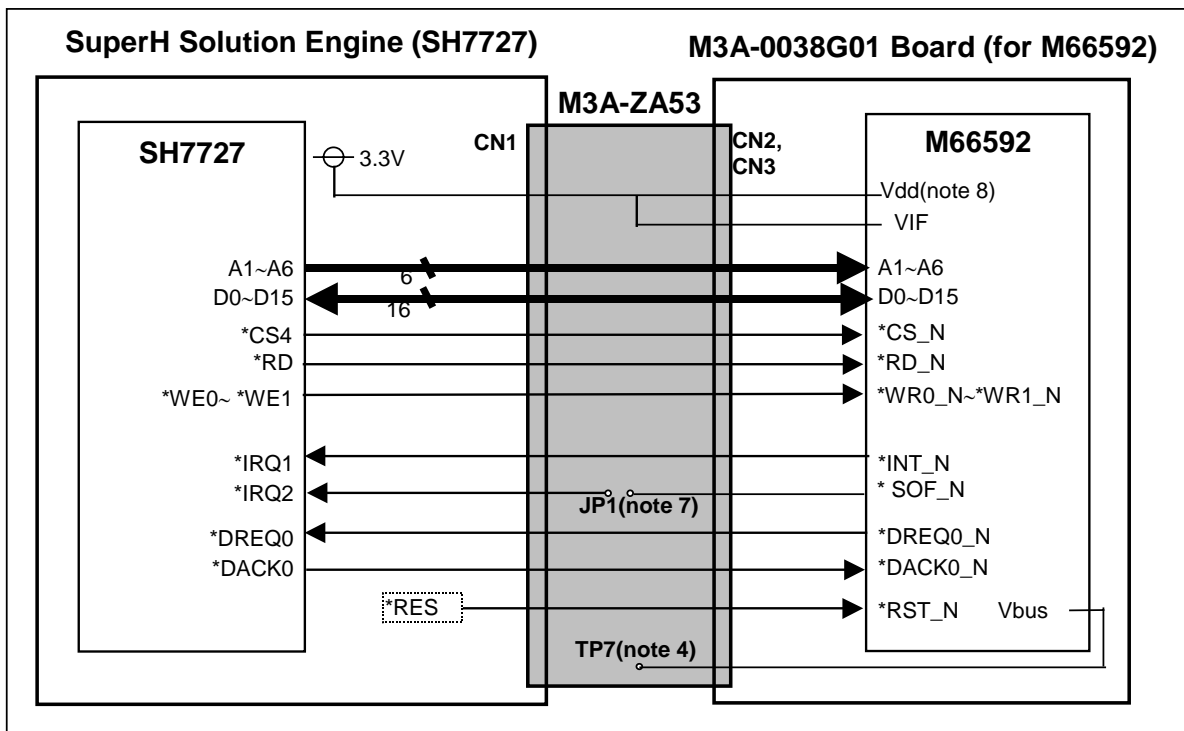 SuperH Solution Engine (SH7727)
M3A-0038G01 Board (for M66592)
M3A-ZA53
CN1
CN2,
CN3
SH7727
M66592
3.3V
Vdd(note 8)
VIF
A1~A6
6
A1~A6
D0~D15
16
D0~D15
*CS4
*CS_N
*RD
*RD_N
*WE0~ *WE1
*WR0_N~*WR1_N
*IRQ1
*INT_N
*IRQ2
JP1(note 7)
* SOF_N
*DREQ0
*DREQ0_N
*DACK0
*DACK0_N
*RES
*RST_N
Vbus
TP7(note 4)